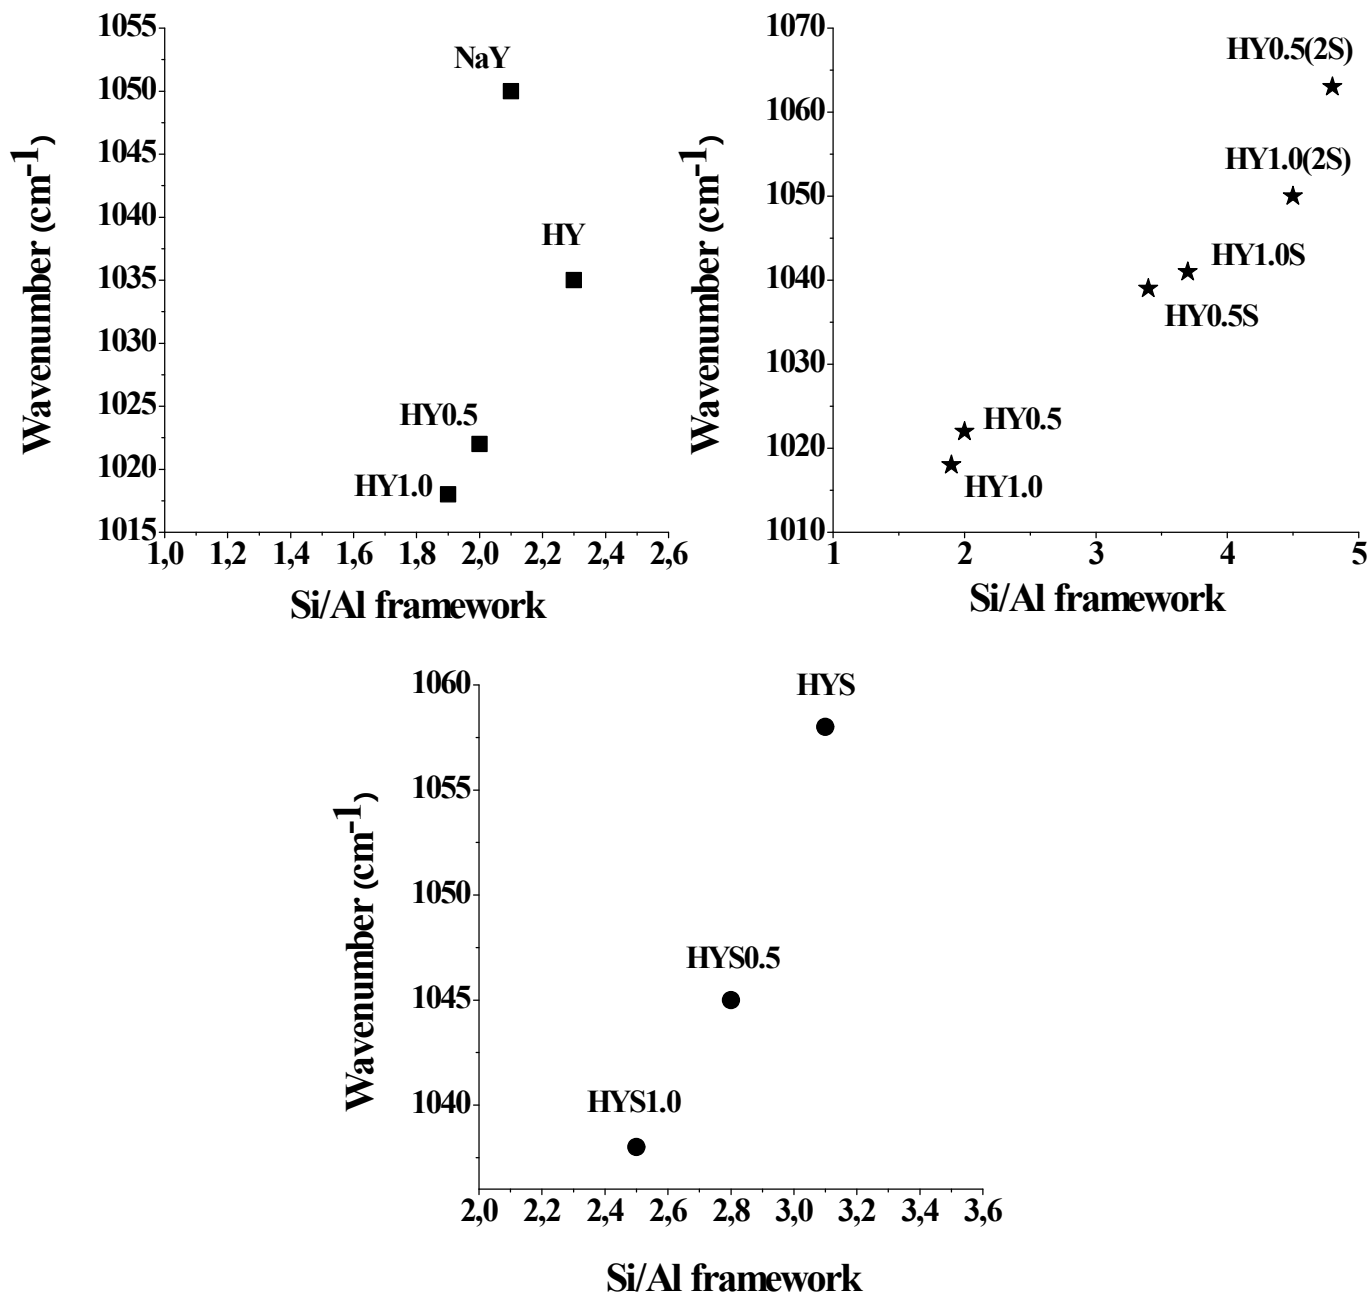 1055
1050
1045
1040
1035
1030
1025
1020
1015
Wavenumber (cm-1)
NaY
HY
HY0.5
HY1.0
1,0 1,2 1,4 1,6 1,8 2,0 2,2 2,4 2,6
Si/Al framework
1070
1060
1050
1040
1030
1020
1010
Wavenumber (cm-1)
HY0.5(2S)
HY1.0(2S)
HY1.0S
HY0.5S
HY0.5
HY1.0
1 2 3 4 5
Si/Al framework
1060
1055
1050
1045
1040
Wavenumber (cm-1)
HYS
HYS0.5
HYS1.0
2,0 2,2 2,4 2,6 2,8 3,0 3,2 3,4 3,6
Si/Al framework